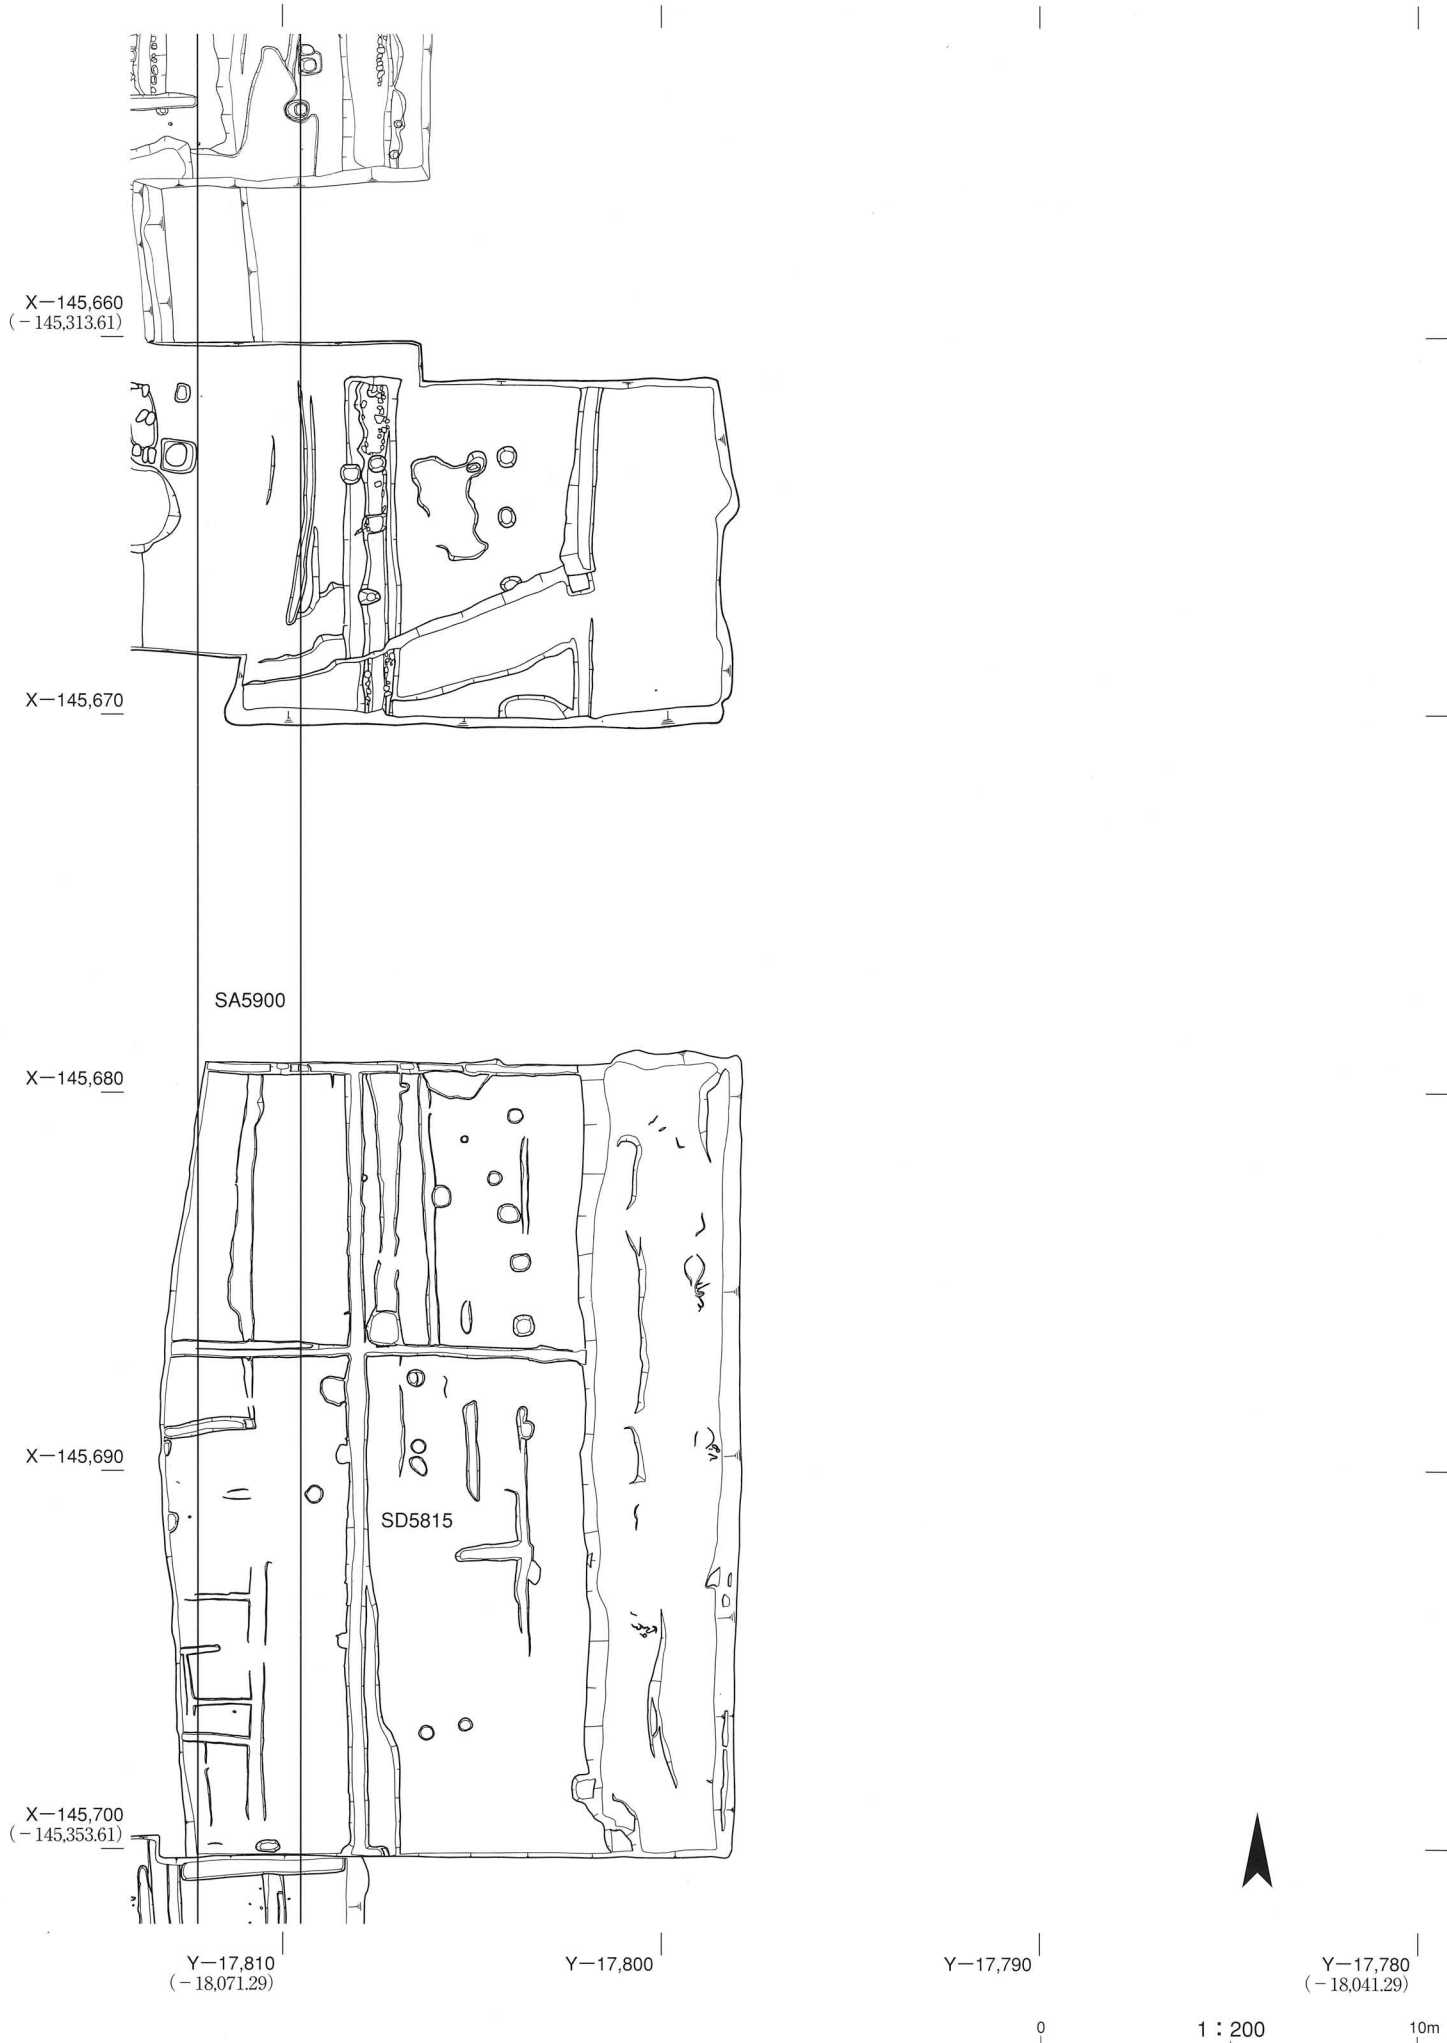 X－145,660
(－145,313.61)
X－145,670
SA5900
X－145,680
X－145,690
SD5815
X－145,700
(－145,353.61)
Y－17,810
(－18,071.29)
Y－17,800
Y－17,790
Y－17,780
(－18,041.29)
0 1：200 10m